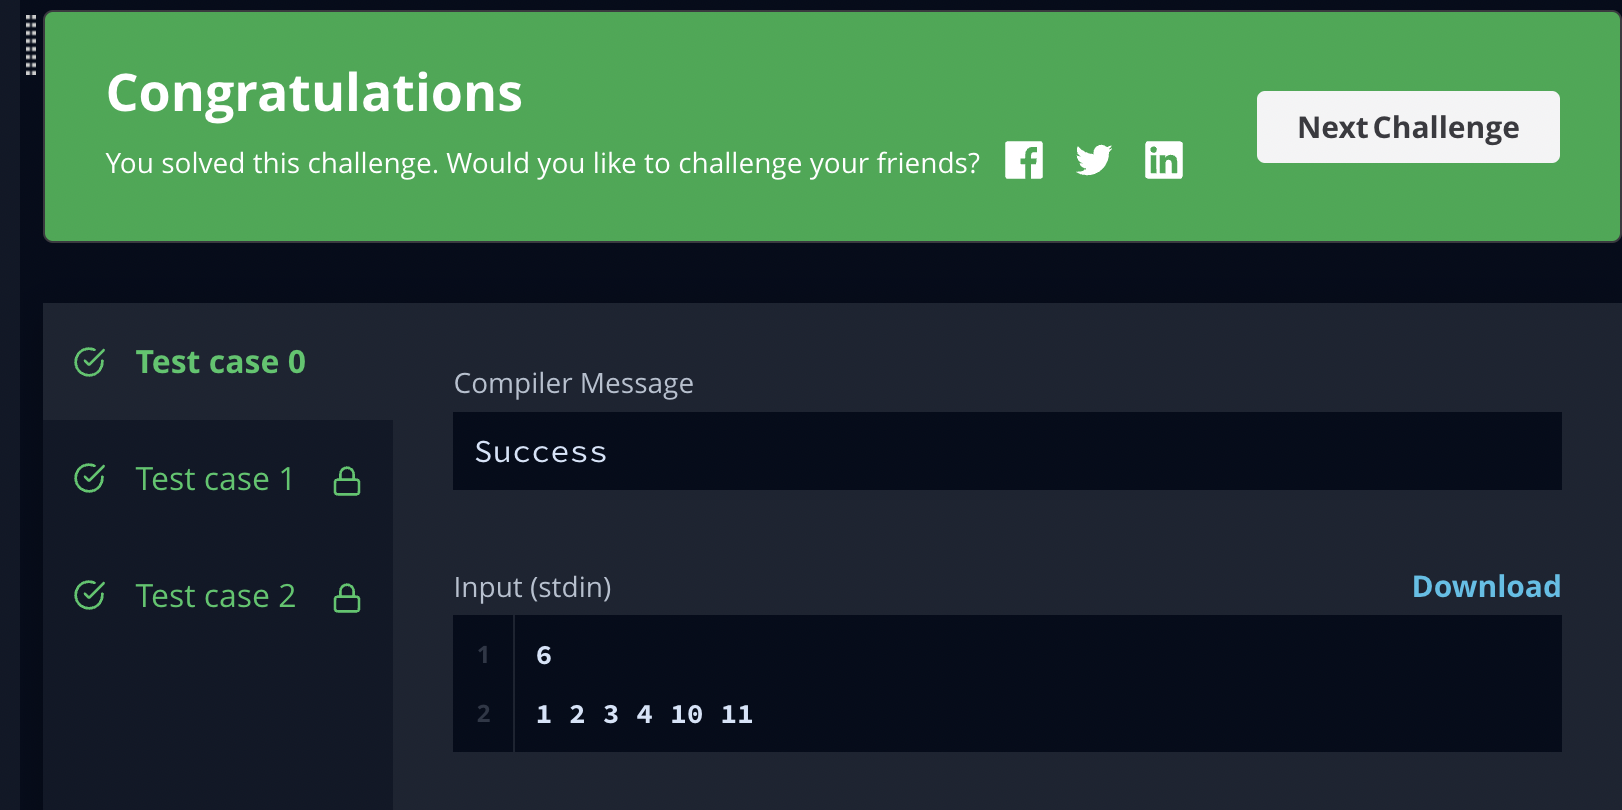 Congratulations
You solved this challenge. Would you like to challenge your friends?
Next Challenge
Test case 0
Test case 1
Test case 2
Compiler Message
Success
Input (stdin)
Download
1 6
2 1 2 3 4 10 11